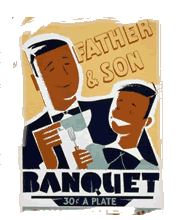 FATHER
& SON
BANQUET
30¢ A PLATE